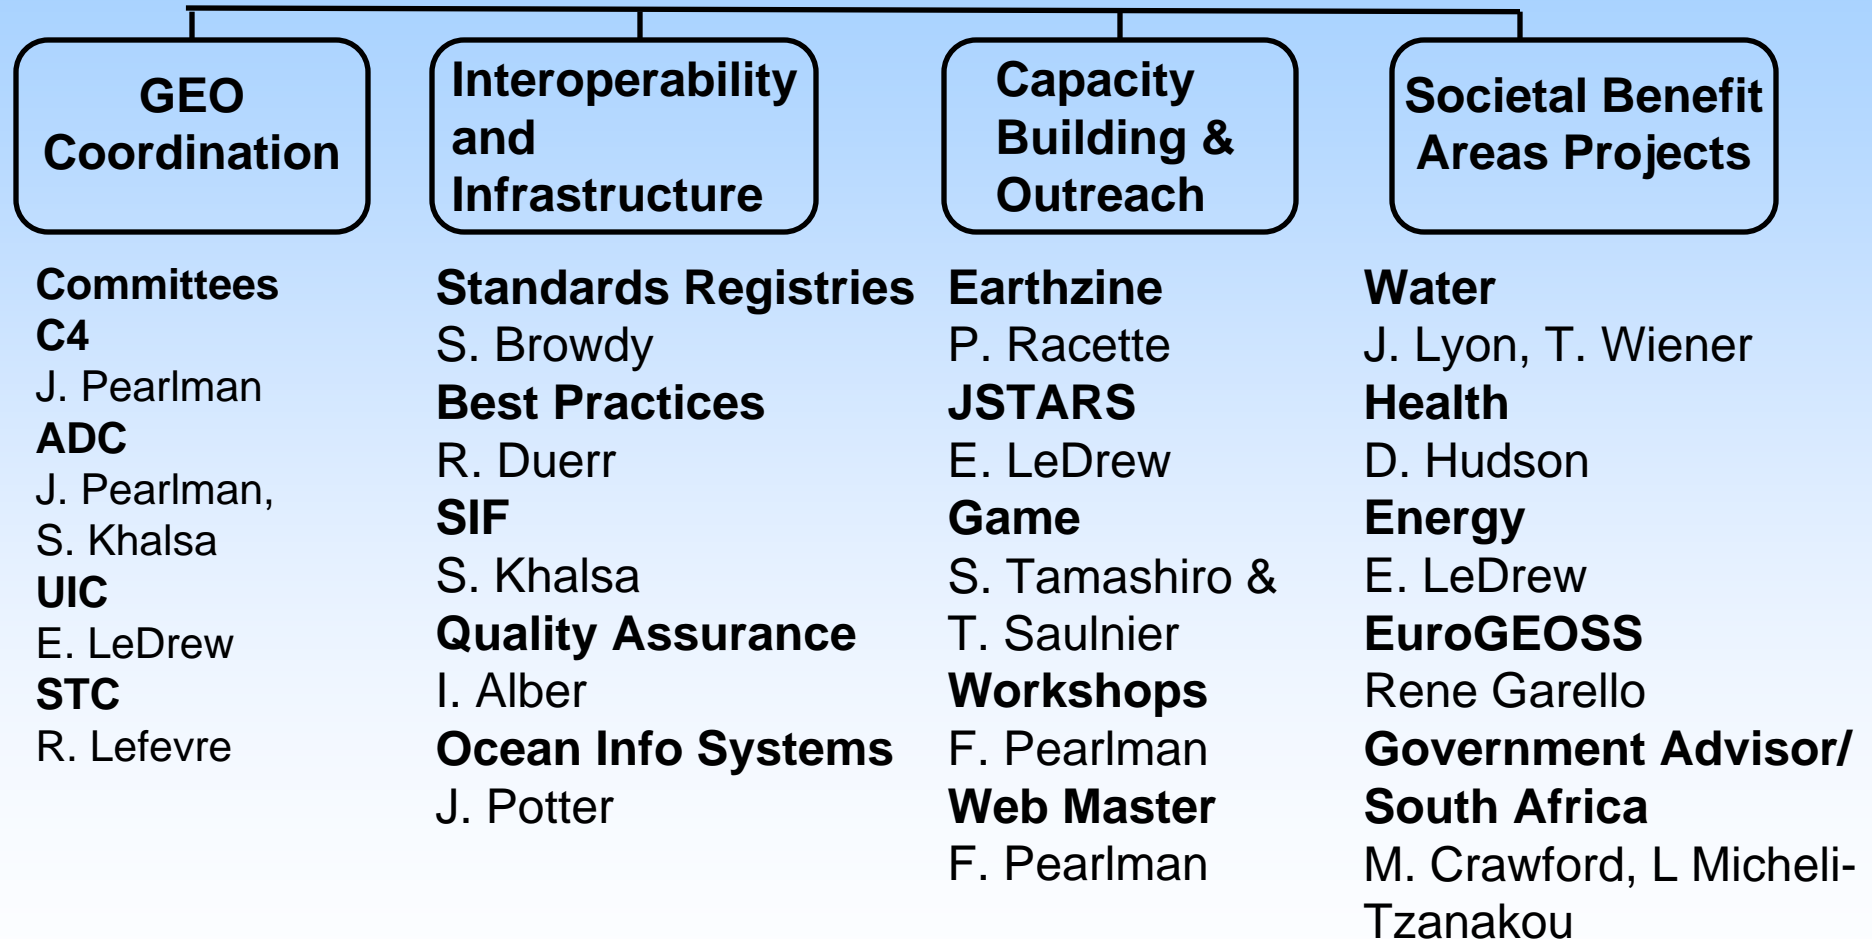 GEO
Coordination
Interoperability
and
Infrastructure
Capacity
Building &
Outreach
Societal Benefit
Areas Projects
Committees
C4
J. Pearlman
ADC
J. Pearlman,
S. Khalsa
UIC
E. LeDrew
STC
R. Lefevre
Standards Registries
S. Browdy
Best Practices
R. Duerr
SIF
S. Khalsa
Quality Assurance
I. Alber
Ocean Info Systems
J. Potter
Earthzine
P. Racette
JSTARS
E. LeDrew
Game
S. Tamashiro &
T. Saulnier
Workshops
F. Pearlman
Web Master
F. Pearlman
Water
J. Lyon, T. Wiener
Health
D. Hudson
Energy
E. LeDrew
EuroGEOSS
Rene Garello
Government Advisor/
South Africa
M. Crawford, L Micheli-
Tzanakou